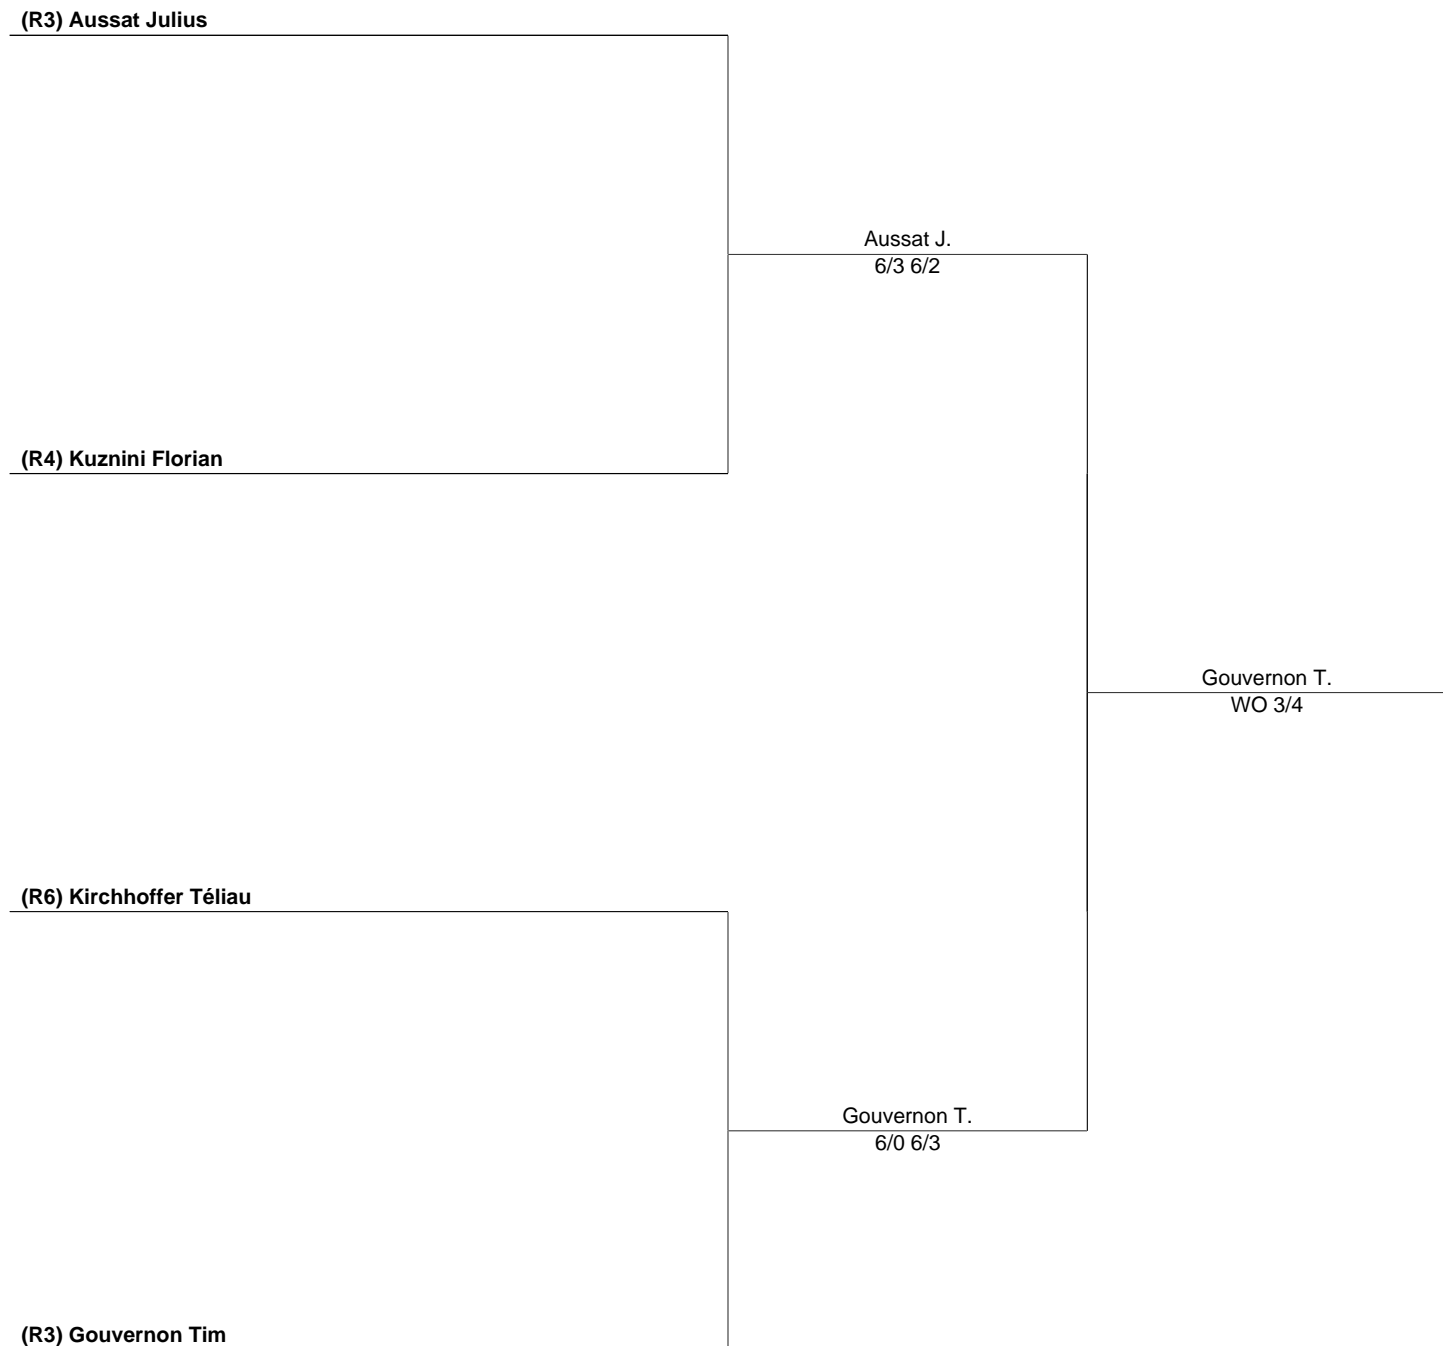 (R3) Aussat Julius
Aussat J.
6/3 6/2
(R4) Kuznini Florian
Gouvernon T.
WO 3/4
(R6) Kirchhoffer Téliau
Gouvernon T.
6/0 6/3
(R3) Gouvernon Tim